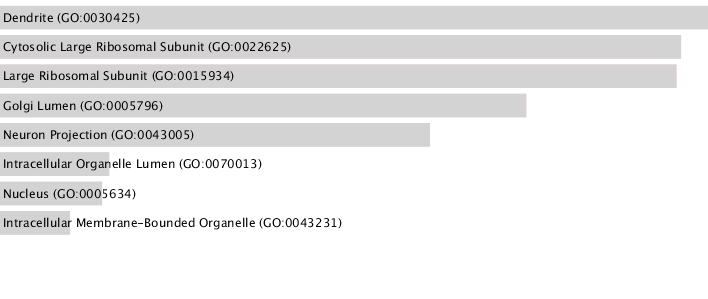 Dendrite (GO:0030425)
Cytosolic Large Ribosomal Subunit (GO:0022625)
Large Ribosomal Subunit (GO:0015934)
Golgi Lumen (GO:0005796)
Neuron Projection (GO:0043005)
Intracellular Organelle Lumen (GO:0070013)
Nucleus (GO:0005634)
Intracellular Membrane-Bounded Organelle (GO:0043231)